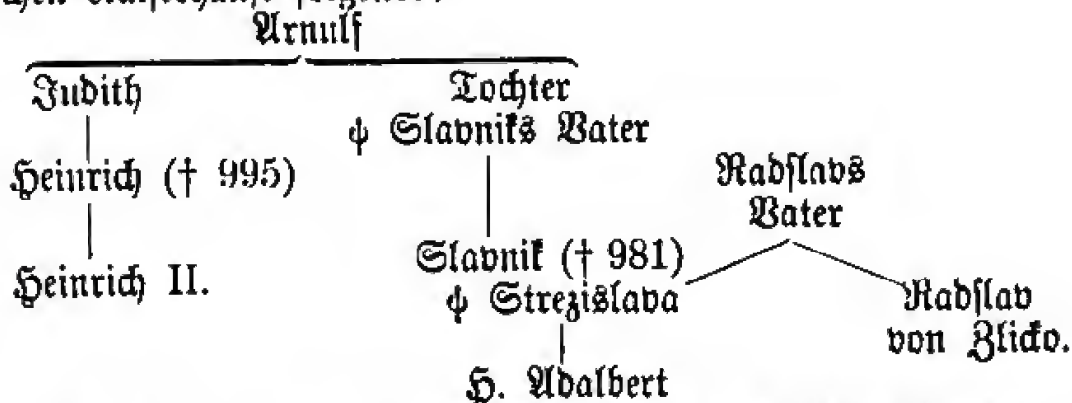 Arnulf
Judith Tochter
ф Slavniks Vater
Heinrich († 995) Radslavs
Vater
Slavnik († 981)
Heinrich II. ф Strezislava Radslav
von Zlicko.
H. Adalbert